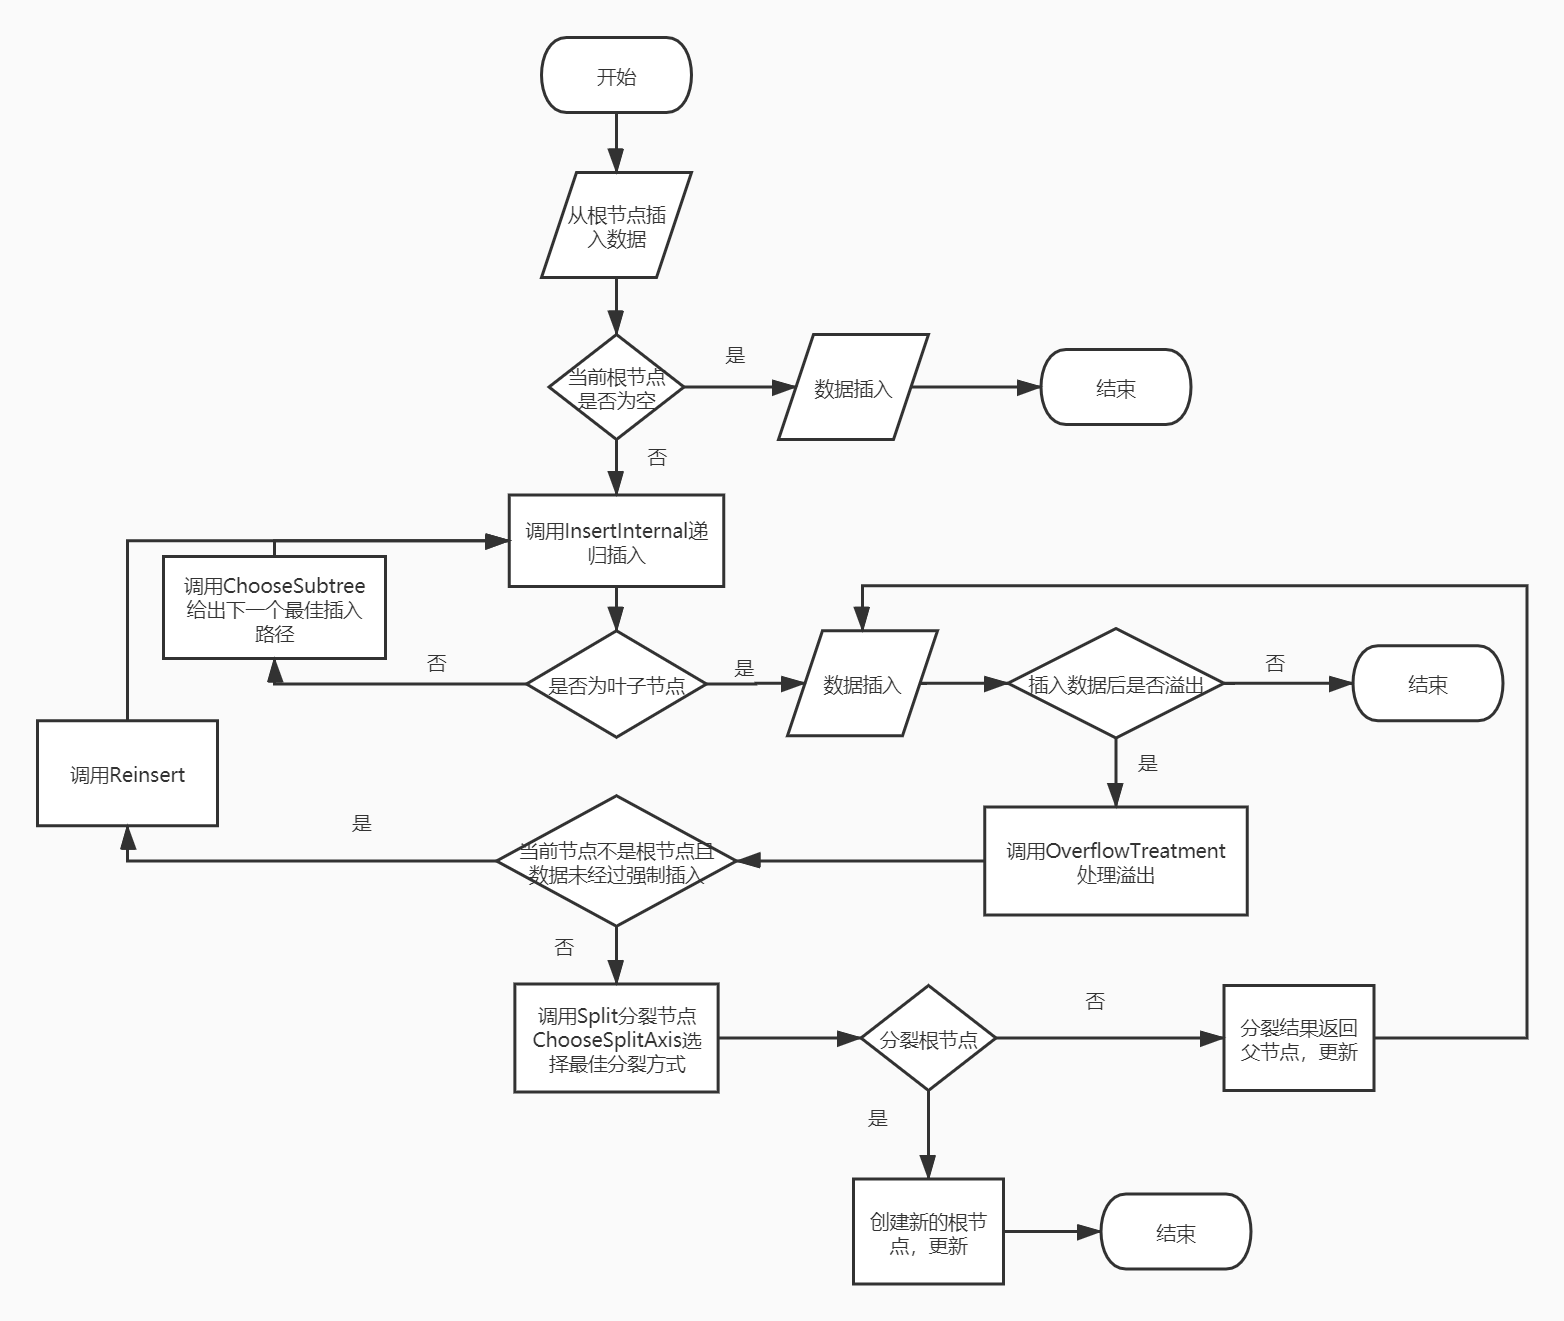 开始
从根节点插
入数据
当前根节点
是否为空
是
数据插入
结束
否
调用InsertInternal递
归插入
调用ChooseSubtree
给出下一个最佳插入
路径
否
是否为叶子节点
是
数据插入
插入数据后是否溢出
否
结束
是
调用Reinsert
是
当前节点不是根节点且
数据未经过强制插入
调用OverflowTreatment
处理溢出
否
调用Split分裂节点
ChooseSplitAxis选
择最佳分裂方式
分裂根节点
否
分裂结果返回
父节点，更新
是
创建新的根节
点，更新
结束